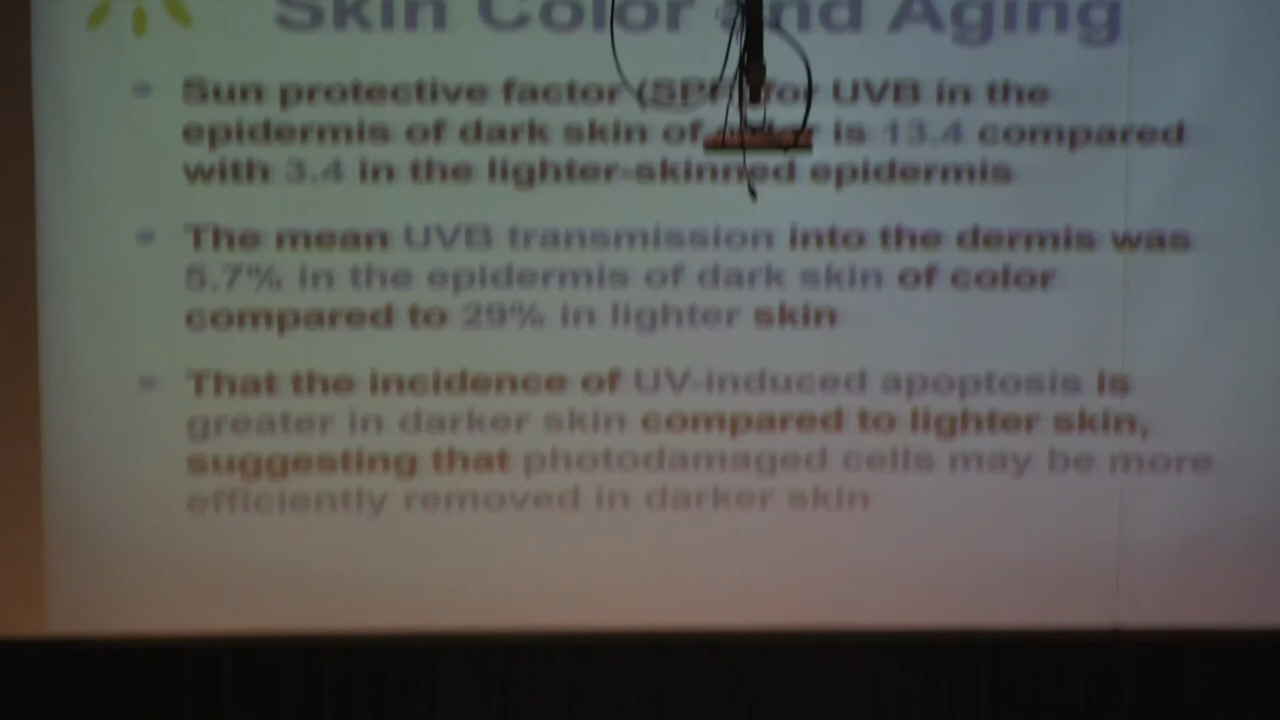 Skin Color and Aging
Sun protective factor (SPF) for UVB in the
epidermis of dark skin of is 13.4 compared
with 3.4 in the lighter-skinned epidermis
The mean UVB transmission into the dermis was
5.7% in the epidermis of dark skin of color
compared to 29% in lighter skin
That the incidence of UV-induced apoptosis is
greater in darker skin compared to lighter skin,
suggesting that photodamaged cells may be more
efficiently removed in darker skin